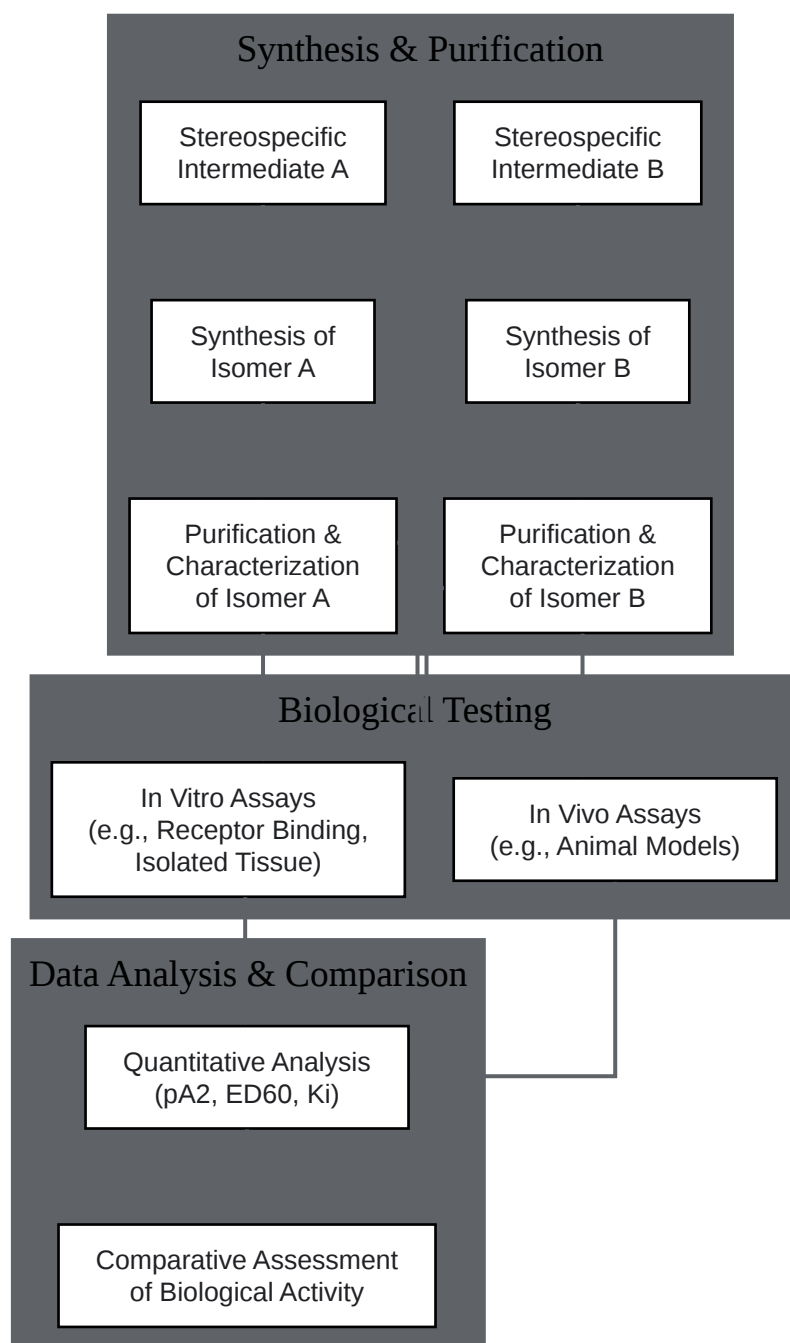 Synthesis & Purification
Stereospecific
Intermediate A
Stereospecific
Intermediate B
Synthesis of
Isomer A
Synthesis of
Isomer B
Purification &
Characterization
of Isomer A
Purification &
Characterization
of Isomer B
Biological Testing
In Vitro Assays
(e.g., Receptor Binding,
Isolated Tissue)
In Vivo Assays
(e.g., Animal Models)
Data Analysis & Comparison
Quantitative Analysis
(pA2, ED60, Ki)
Comparative Assessment
of Biological Activity